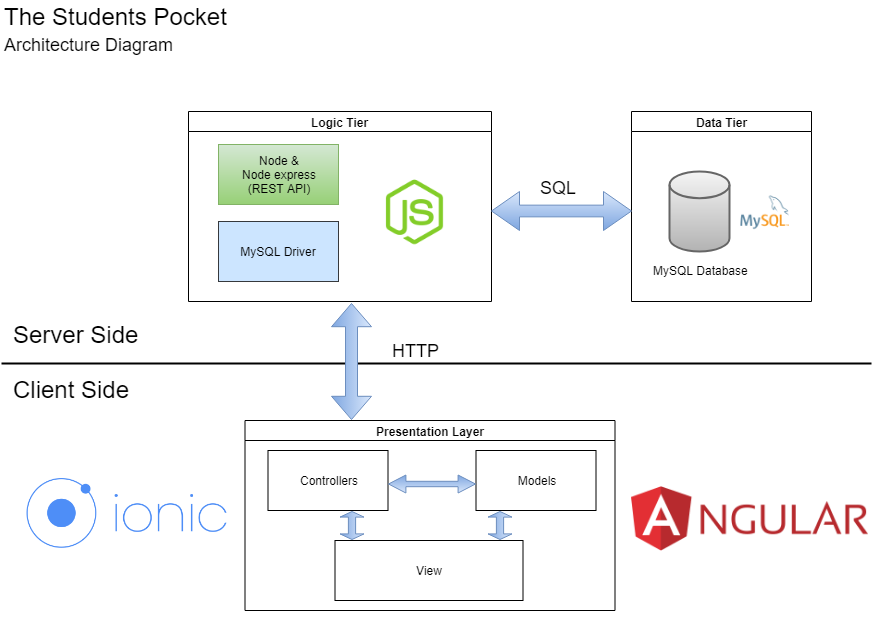 The Students Pocket
Architecture Diagram
Logic Tier
Node &
Node express
(REST API)
MySQL Driver
JS
SQL
Data Tier
MySQL.
MySQL Database
Server Side
HTTP
Client Side
Presentation Layer
Controllers
Models
View
ionic
ANGULAR